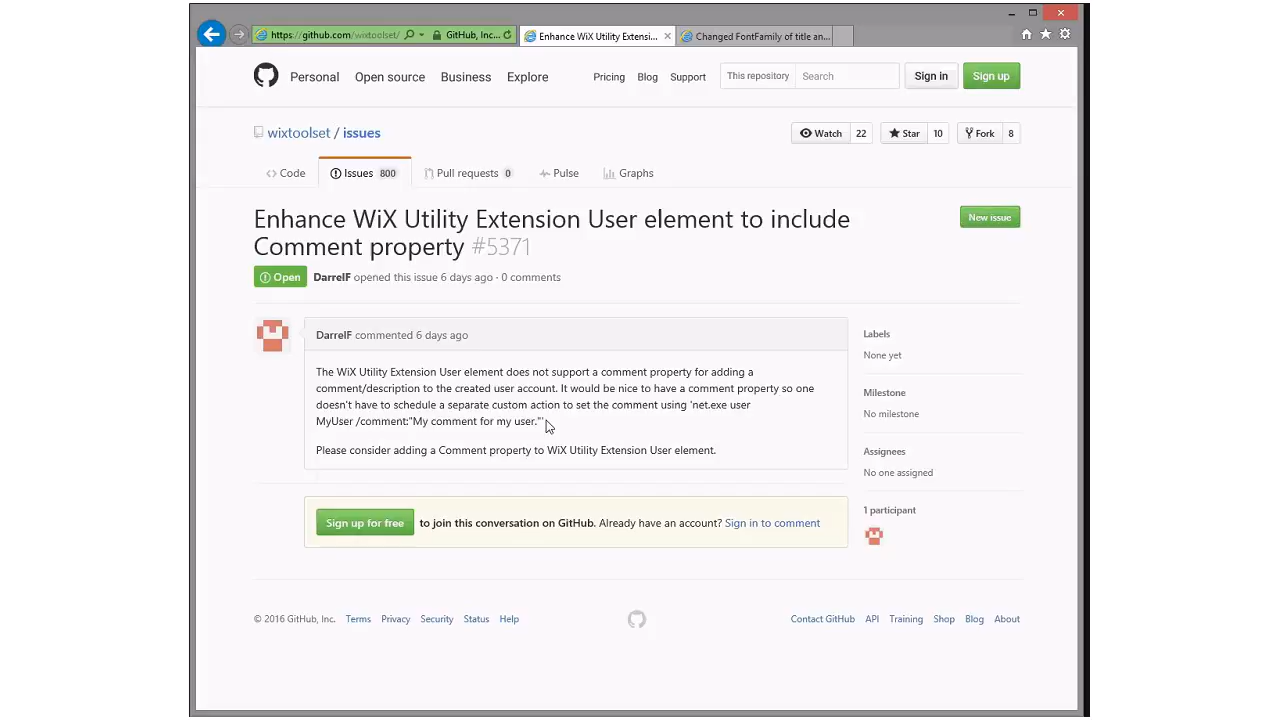 https://github.com/wixtoolset/ GitHub, Inc... Enhance WiX Utility Extensi... Changed FontFamily of title an...
Personal Open source Business Explore Pricing Blog Support This repository Search Sign in Sign up
wixtoolset / issues Watch 22 Star 10 Fork 8
Code Issues 800 Pull requests 0 Pulse Graphs
Enhance WiX Utility Extension User element to include
Comment property #5371
New issue
Open DarrelF opened this issue 6 days ago · 0 comments
DarrelF commented 6 days ago
The WiX Utility Extension User element does not support a comment property for adding a
comment/description to the created user account. It would be nice to have a comment property so one
doesn't have to schedule a separate custom action to set the comment using 'net.exe user
MyUser /comment:"My comment for my user."'
Please consider adding a Comment property to WiX Utility Extension User element.
Labels
None yet
Milestone
No milestone
Assignees
No one assigned
1 participant
Sign up for free to join this conversation on GitHub. Already have an account? Sign in to comment
© 2016 GitHub, Inc. Terms Privacy Security Status Help Contact GitHub API Training Shop Blog About